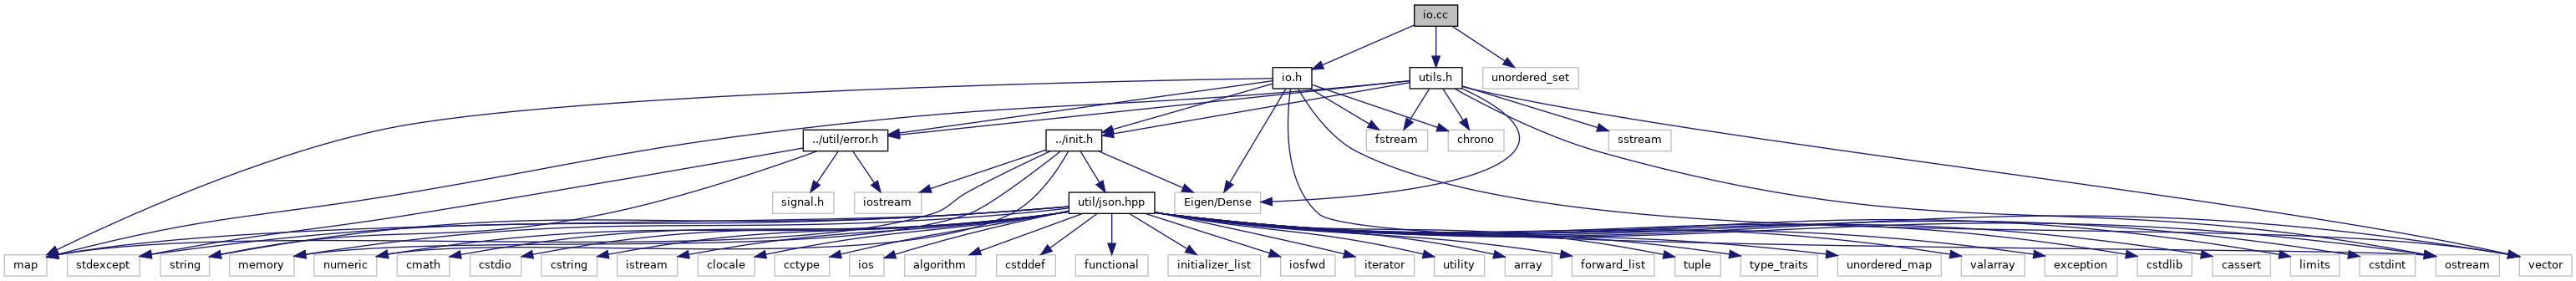 io.cc
io.h
utils.h
unordered_set
../util/error.h
../init.h
fstream
chrono
sstream
signal.h
iostream
util/json.hpp
Eigen/Dense
map
stdexcept
string
memory
numeric
cmath
cstdio
cstring
istream
clocale
cctype
ios
algorithm
cstddef
functional
initializer_list
iosfwd
iterator
utility
array
forward_list
tuple
type_traits
unordered_map
valarray
exception
cstdlib
cassert
limits
cstdint
ostream
vector